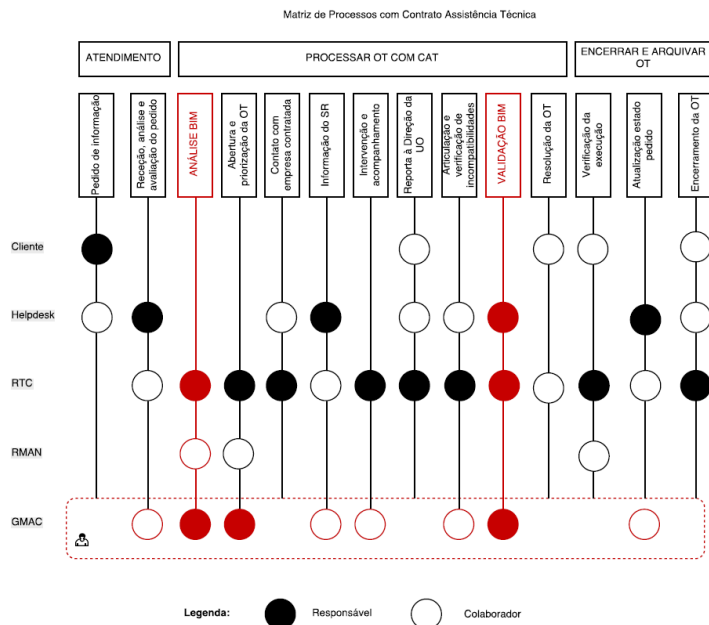 Matriz de Processos com Contrato Assistência Técnica
ATENDIMENTO
PROCESSAR OT COM CAT
ENCERRAR E ARQUIVAR
OT
Pedido de informação
Receção, análise e
avaliação do pedido
ANÁLISE BIM
Abertura e
priorização da OT
Contato com
empresa contratada
Informação do SR
Intervenção e
acompanhamento
Reporta à Direção da
UO
Articulação e
verificação de
incompatibilidades
VALIDAÇÃO BIM
Resolução da OT
Verificação da
execução
Atualização estado
pedido
Encerramento da OT
Cliente
Helpdesk
RTC
RMAN
GMAC
Legenda:
Responsável
Colaborador